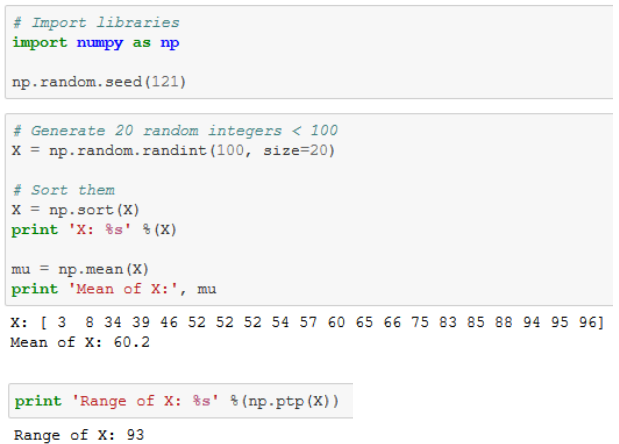 # Import libraries
import numpy as np
np.random.seed(121)
# Generate 20 random integers < 100
X = np.random.randint(100, size=20)
# Sort them
X = np.sort(X)
print 'X: %s' %(X)
mu = np.mean(X)
print 'Mean of X:', mu
X: [ 3  8 34 39 46 52 52 52 54 57 60 65 66 75 83 85 88 94 95 96]
Mean of X: 60.2
print 'Range of X: %s' %(np.ptp(X))
Range of X: 93